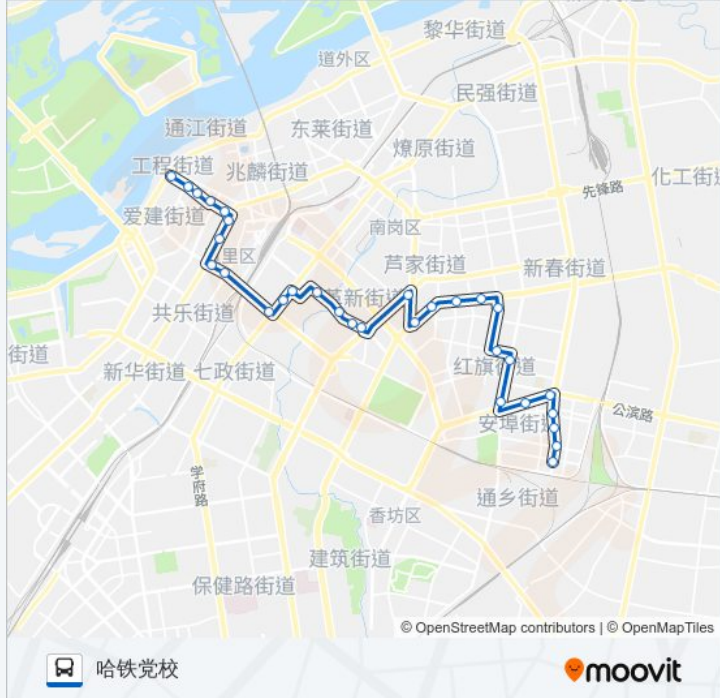 黎华街道
道外区
民强街道
通江街道
东莱街道
燎原街道
工程街道
兆麟街道
化工街道
先锋路
爱建街道
南岗区
里区
芦家街道
新春街道
共乐街道
街道
新华街道
七政街道
红旗街道
公滨路
安埠街道
学府路
通乡街道
香坊区
建筑街道
保健路街道
© OpenStreetMap contributors | © OpenMapTiles
哈铁党校
moovit